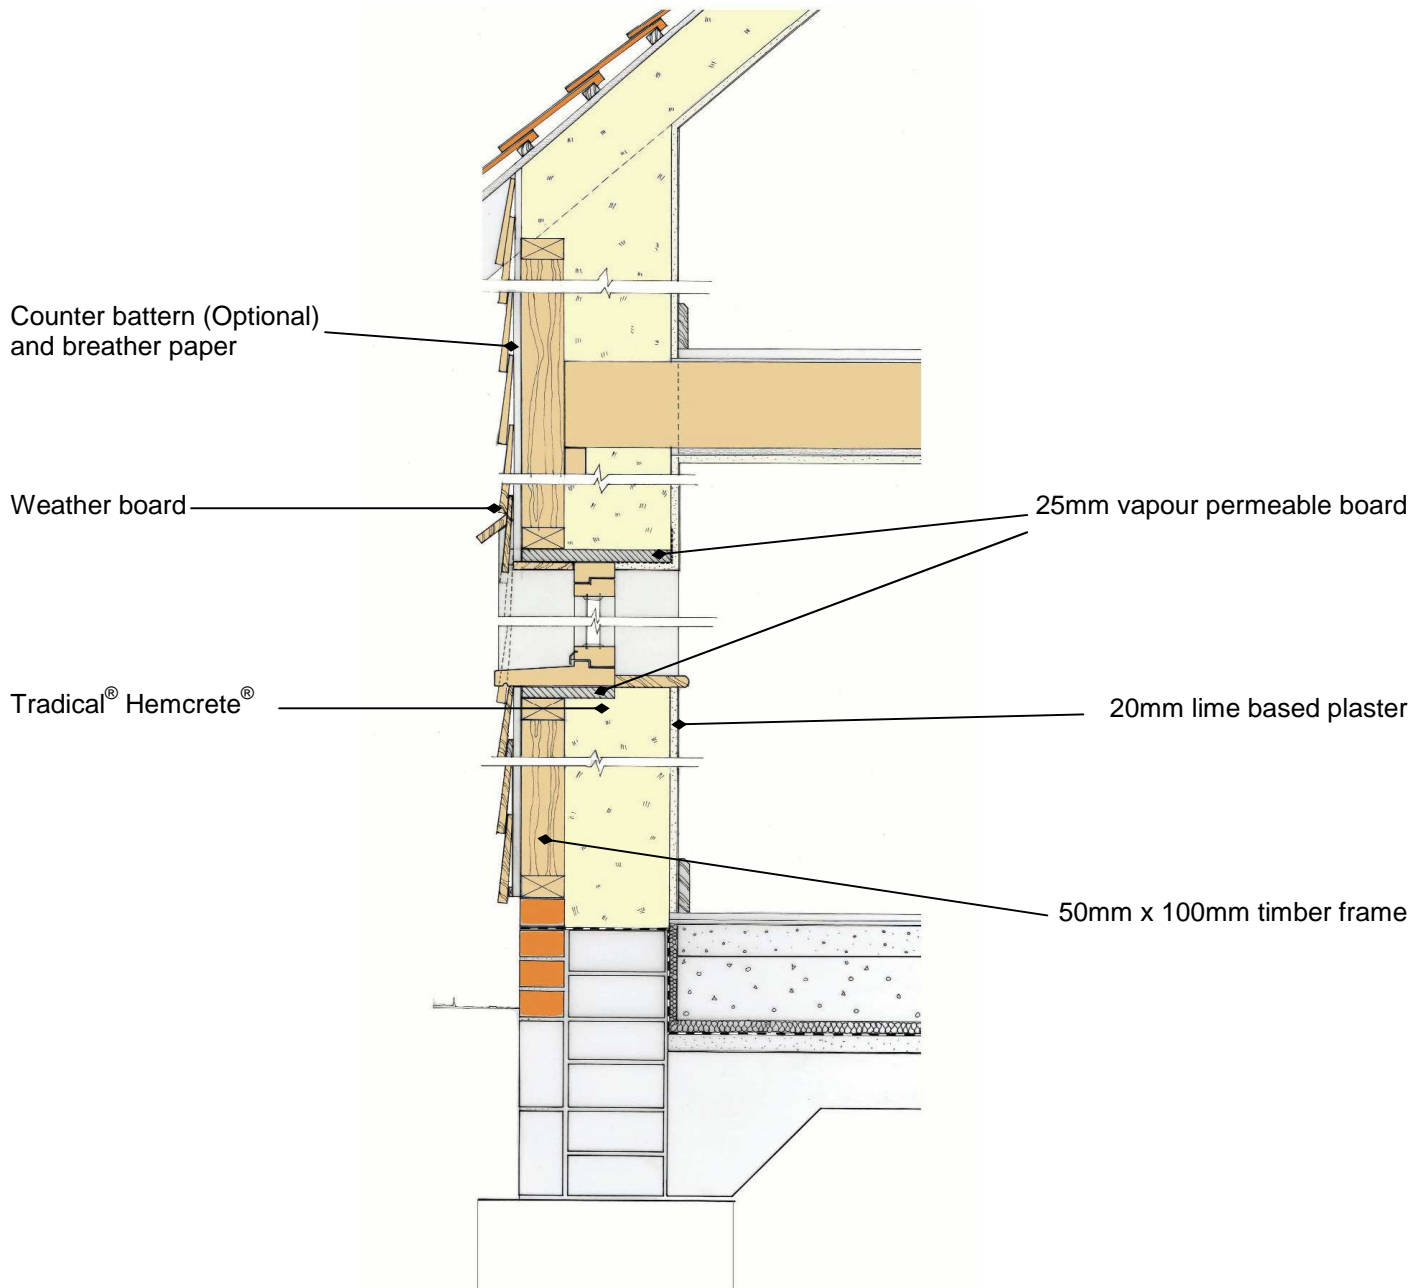 Counter battern (Optional)
and breather paper
Weather board
25mm vapour permeable board
Tradical® Hemcrete®
20mm lime based plaster
50mm x 100mm timber frame